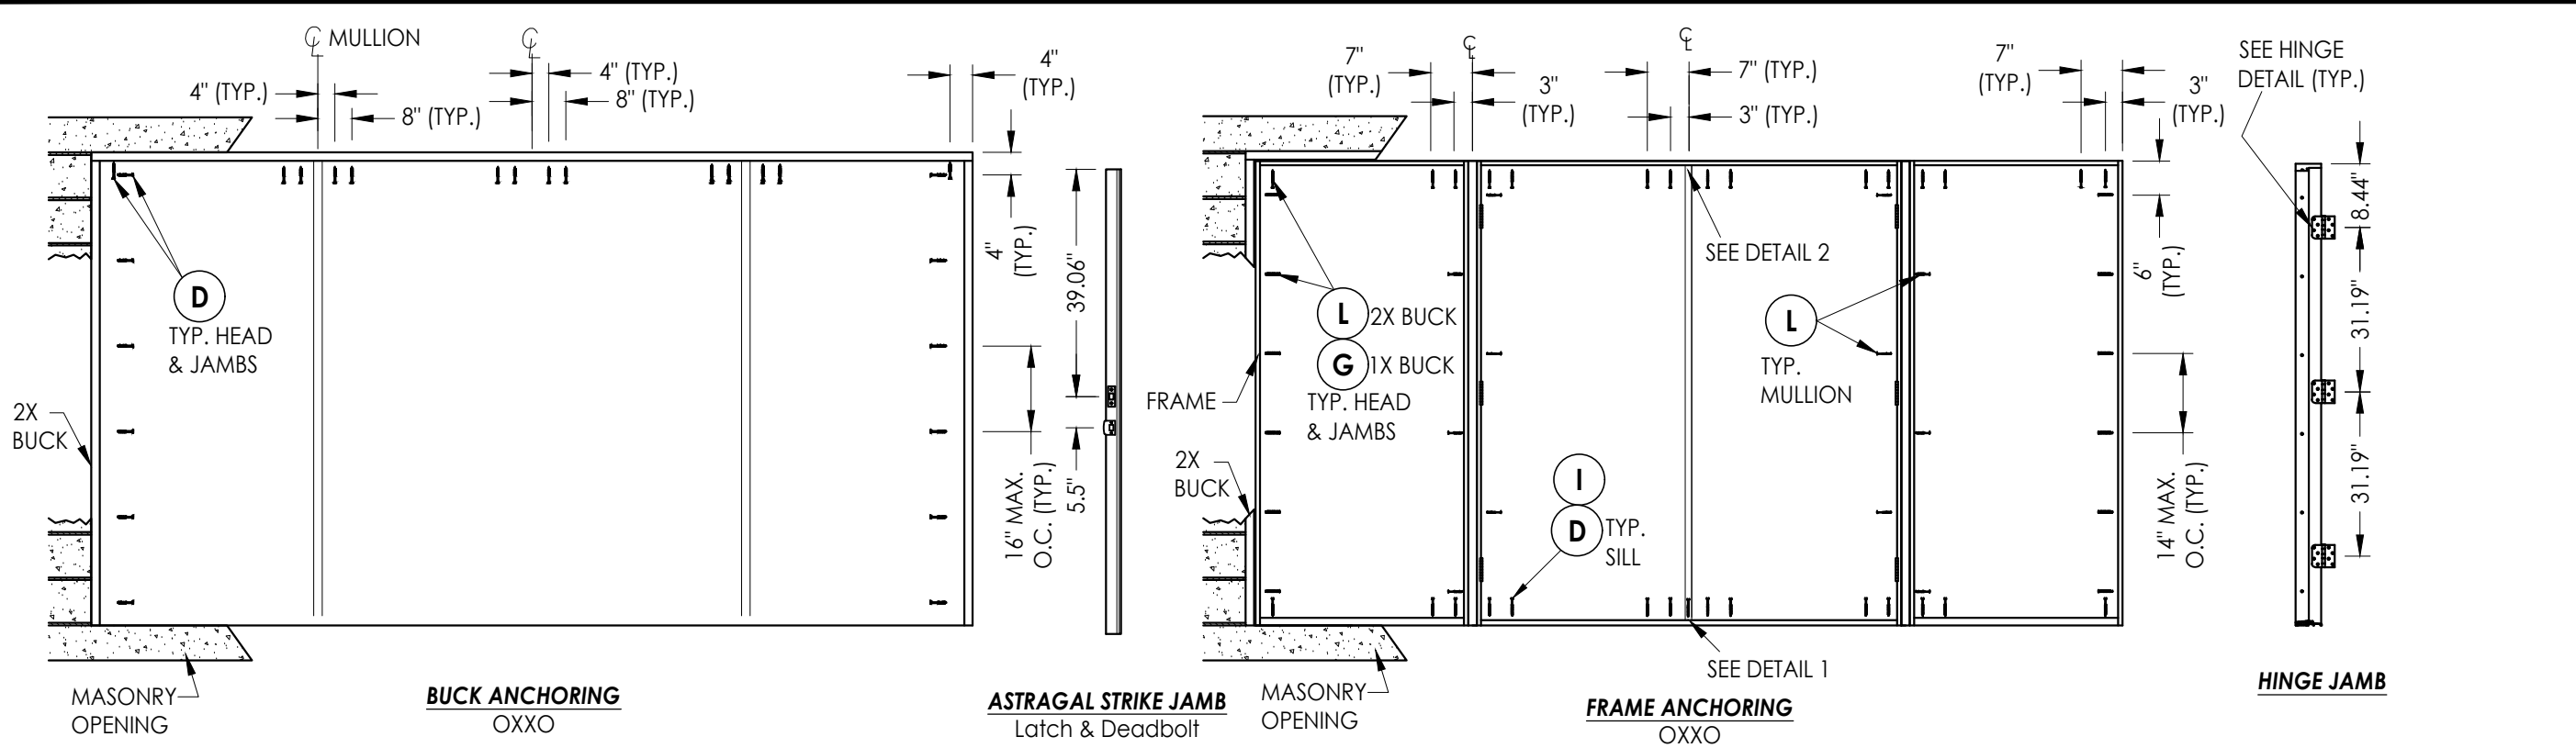 ℄ MULLION
℄
4" (TYP.)
8" (TYP.)
4" (TYP.)
8" (TYP.)
4"
(TYP.)
4"
(TYP.)
D
TYP. HEAD
& JAMBS
2X
BUCK
16" MAX.
O.C. (TYP.)
MASONRY
OPENING
BUCK ANCHORING
OXXO
39.06"
5.5"
ASTRAGAL STRIKE JAMB
Latch & Deadbolt
7"
(TYP.)
℄
3"
(TYP.)
℄
7" (TYP.)
3" (TYP.)
7"
(TYP.)
3"
(TYP.)
6"
(TYP.)
SEE DETAIL 2
L
2X BUCK
G
1X BUCK
TYP. HEAD
& JAMBS
L
TYP.
MULLION
FRAME
2X
BUCK
I
D
TYP.
SILL
14" MAX.
O.C. (TYP.)
SEE DETAIL 1
MASONRY
OPENING
FRAME ANCHORING
OXXO
SEE HINGE
DETAIL (TYP.)
8.44"
31.19"
31.19"
HINGE JAMB